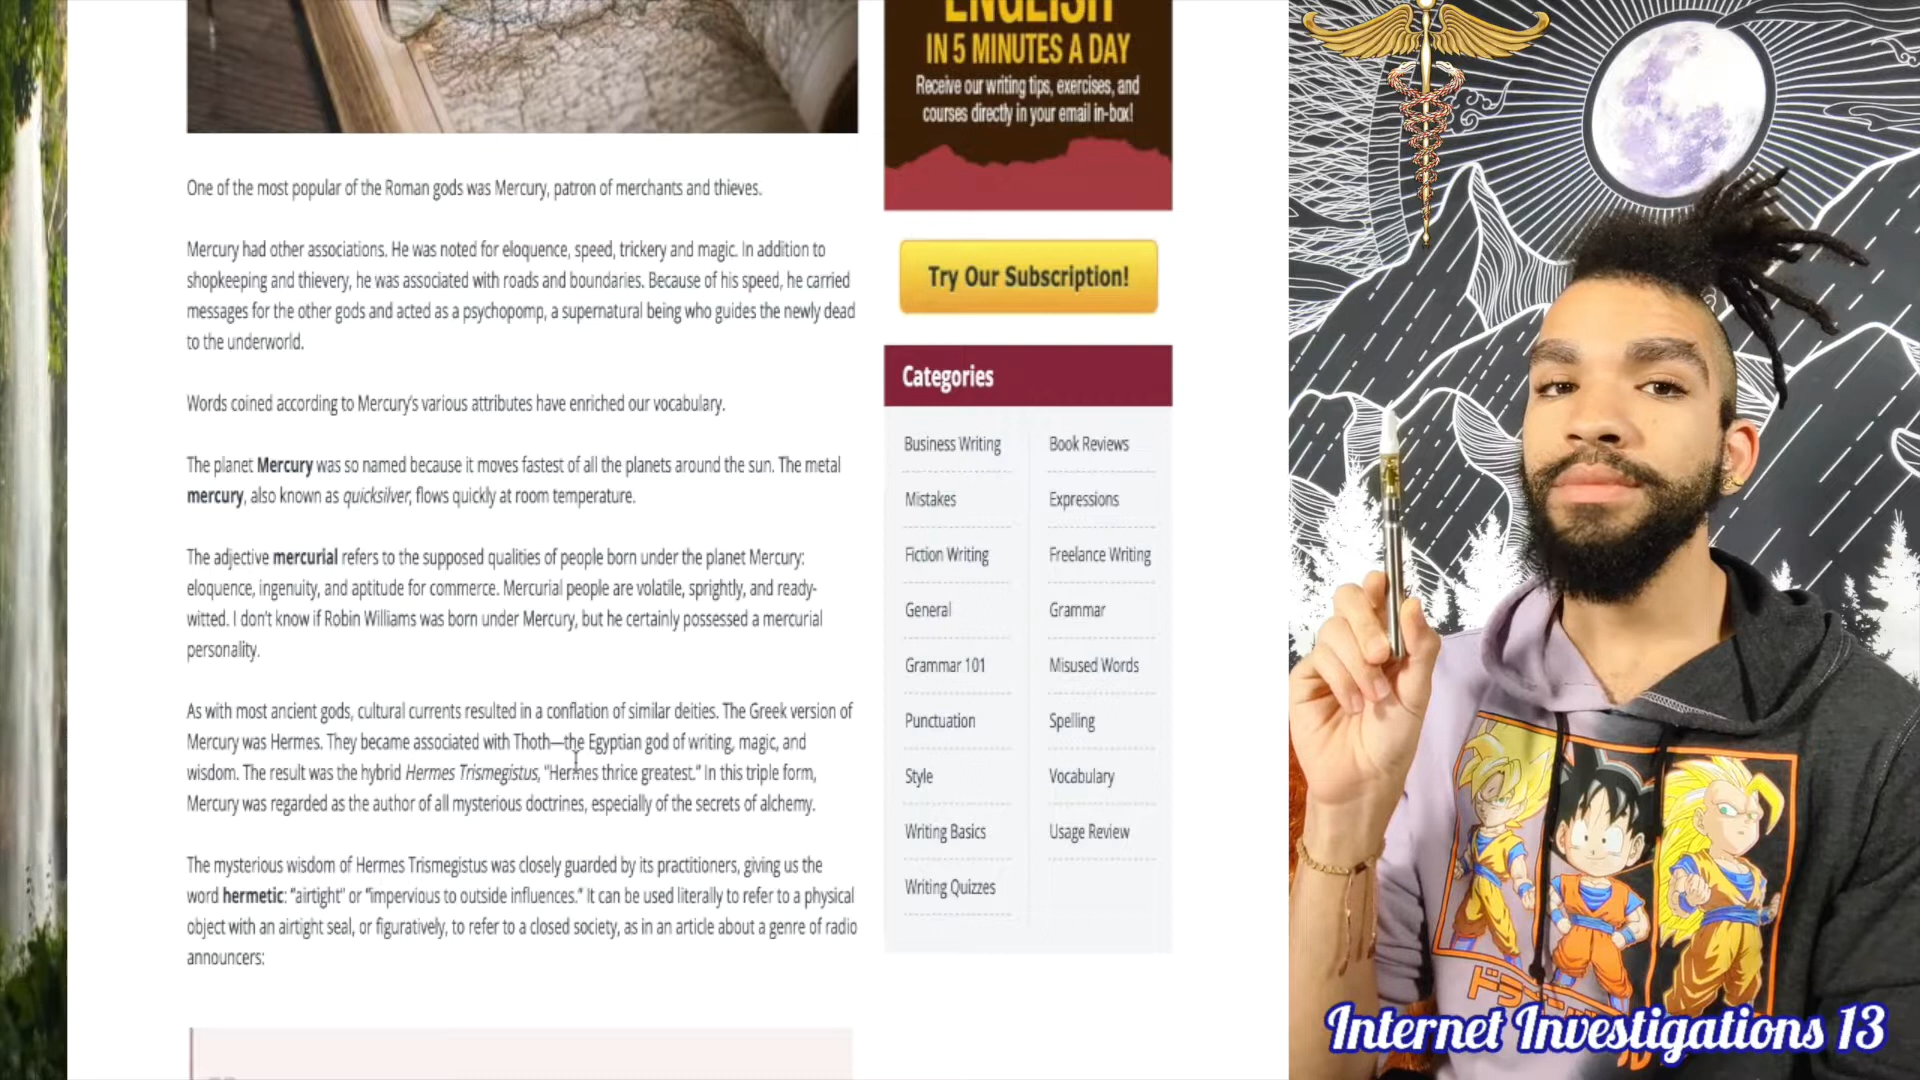 ENGLISH
IN 5 MINUTES A DAY
Receive our writing tips, exercises, and
courses directly in your email in-box!
One of the most popular of the Roman gods was Mercury, patron of merchants and thieves.
Mercury had other associations. He was noted for eloquence, speed, trickery and magic. In addition to
shopkeeping and thievery, he was associated with roads and boundaries. Because of his speed, he carried
messages for the other gods and acted as a psychopomp, a supernatural being who guides the newly dead
to the underworld.
Words coined according to Mercury's various attributes have enriched our vocabulary.
The planet Mercury was so named because it moves fastest of all the planets around the sun. The metal
mercury, also known as quicksilver, flows quickly at room temperature.
The adjective mercurial refers to the supposed qualities of people born under the planet Mercury:
eloquence, ingenuity, and aptitude for commerce. Mercurial people are volatile, sprightly, and ready-
witted. I don't know if Robin Williams was born under Mercury, but he certainly possessed a mercurial
personality.
As with most ancient gods, cultural currents resulted in a conflation of similar deities. The Greek version of
Mercury was Hermes. They became associated with Thoth—the Egyptian god of writing, magic, and
wisdom. The result was the hybrid Hermes Trismegistus, "Hermes thrice greatest." In this triple form,
Mercury was regarded as the author of all mysterious doctrines, especially of the secrets of alchemy.
The mysterious wisdom of Hermes Trismegistus was closely guarded by its practitioners, giving us the
word hermetic: "airtight" or "impervious to outside influences." It can be used literally to refer to a physical
object with an airtight seal, or figuratively, to refer to a closed society, as in an article about a genre of radio
announcers:
Try Our Subscription!
Categories
Business Writing
Book Reviews
Mistakes
Expressions
Fiction Writing
Freelance Writing
General
Grammar
Grammar 101
Misused Words
Punctuation
Spelling
Style
Vocabulary
Writing Basics
Usage Review
Writing Quizzes
Internet Investigations 13